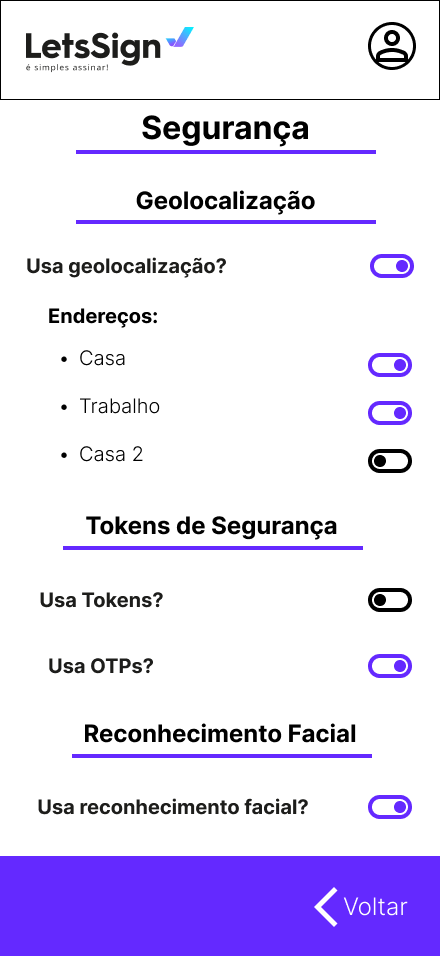 LetsSign
é simples assinar!
Segurança
Geolocalização
Usa geolocalização?
Endereços:
• Casa
• Trabalho
• Casa 2
Tokens de Segurança
Usa Tokens?
Usa OTPs?
Reconhecimento Facial
Usa reconhecimento facial?
Voltar